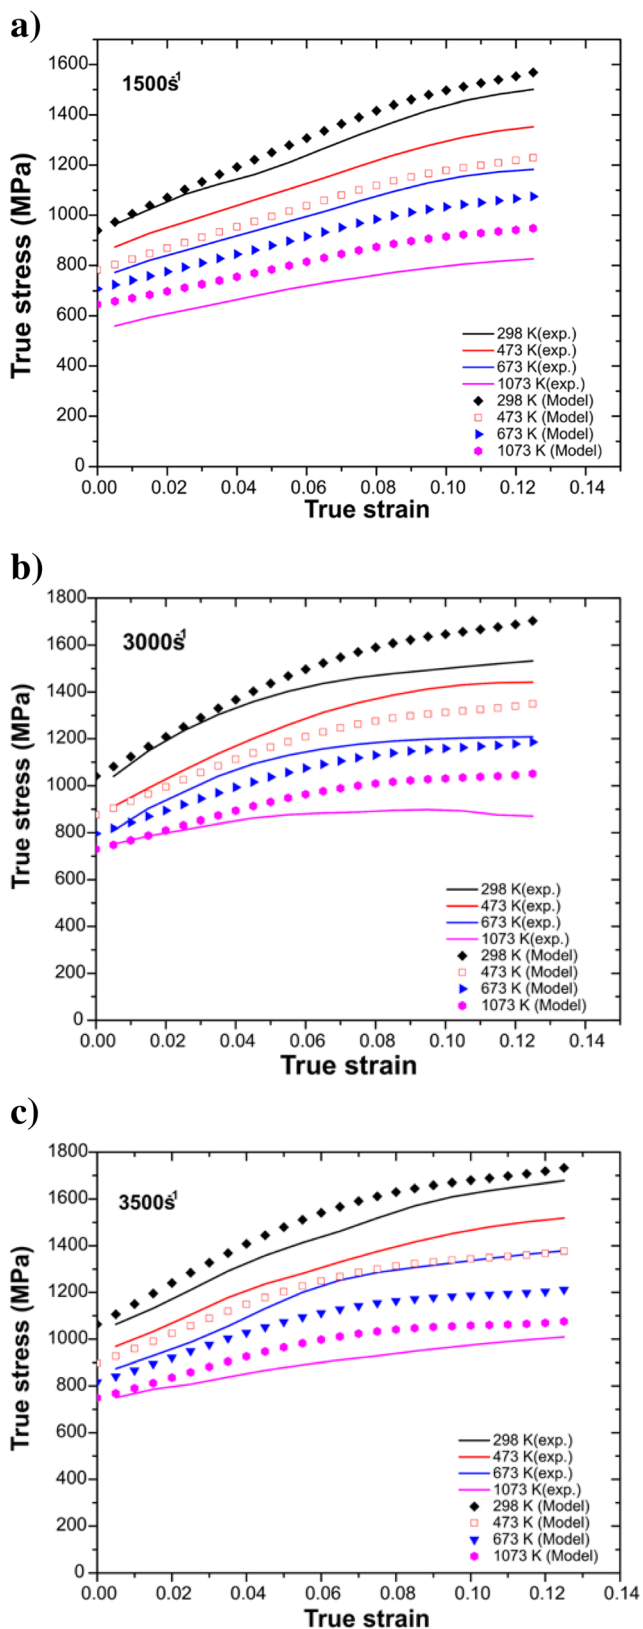 a)
1500s⁻¹
1600
1400
1200
1000
800
600
400
200
0
True stress (MPa)
298 K(exp.)
473 K(exp.)
673 K(exp.)
1073 K(exp.)
298 K (Model)
473 K (Model)
673 K (Model)
1073 K (Model)
0.00 0.02 0.04 0.06 0.08 0.10 0.12 0.14
True strain
b)
3000s⁻¹
1800
1600
1400
1200
1000
800
600
400
200
0
True stress (MPa)
298 K(exp.)
473 K(exp.)
673 K(exp.)
1073 K(exp.)
298 K (Model)
473 K (Model)
673 K (Model)
1073 K (Model)
0.00 0.02 0.04 0.06 0.08 0.10 0.12 0.14
True strain
c)
3500s⁻¹
1800
1600
1400
1200
1000
800
600
400
200
0
True stress (MPa)
298 K(exp.)
473 K(exp.)
673 K(exp.)
1073 K(exp.)
298 K (Model)
473 K (Model)
673 K (Model)
1073 K (Model)
0.00 0.02 0.04 0.06 0.08 0.10 0.12 0.14
True strain